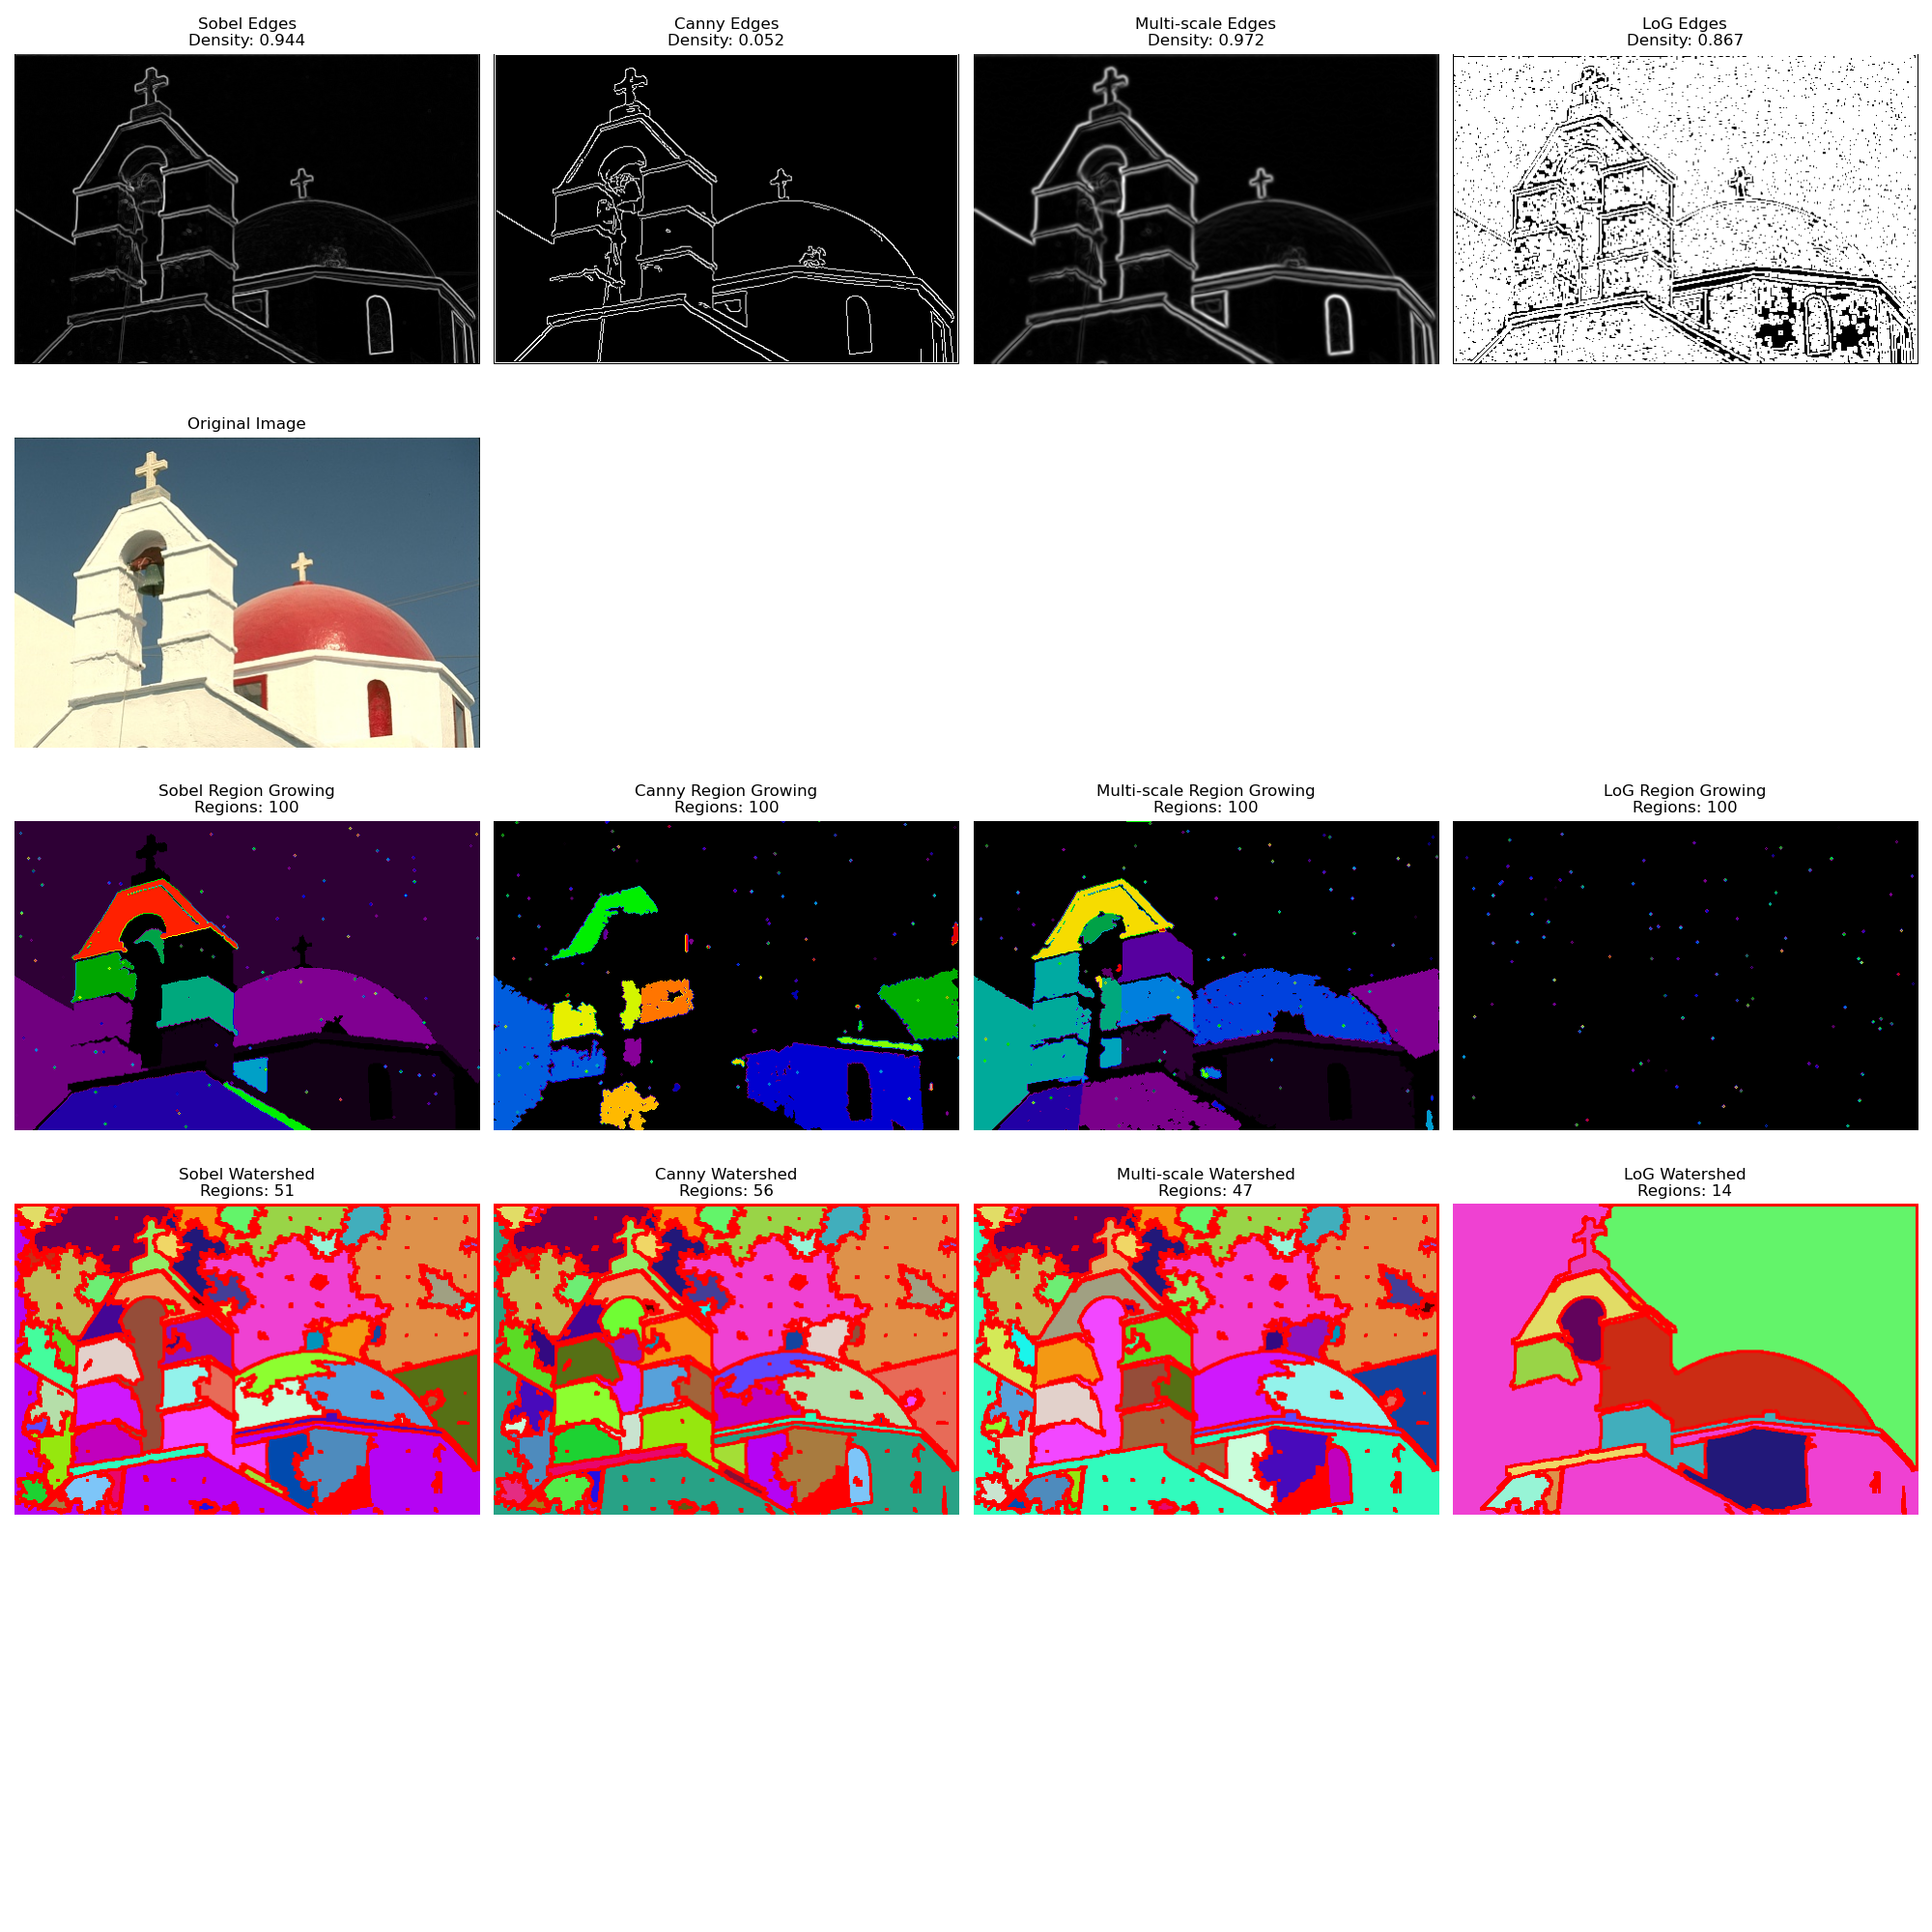 Sobel Edges
Density: 0.944
Canny Edges
Density: 0.052
Multi-scale Edges
Density: 0.972
LoG Edges
Density: 0.867
Original Image
Sobel Region Growing
Regions: 100
Canny Region Growing
Regions: 100
Multi-scale Region Growing
Regions: 100
LoG Region Growing
Regions: 100
Sobel Watershed
Regions: 51
Canny Watershed
Regions: 56
Multi-scale Watershed
Regions: 47
LoG Watershed
Regions: 14